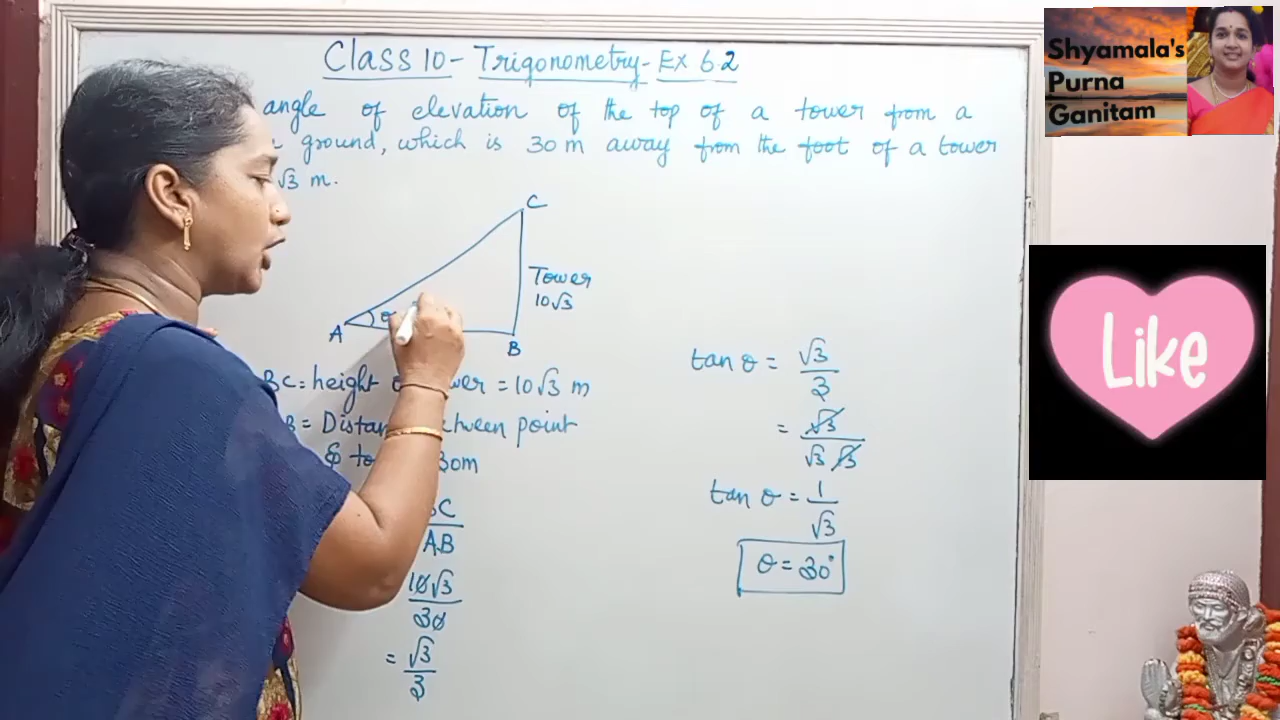 Class 10 - Trigonometry - Ex 6.2
angle of elevation of the top of a tower from a
ground, which is 30 m away from the foot of a tower
√3 m.
C
Tower
10√3
A
θ
B
BC = height wer = 10√3 m
B = Distan between point
& to 30m
C
AB
10√3
30
= √3
3
tan θ = √3
3
= √3
√3 √3
tan θ = 1
√3
θ = 30°
Shyamala's
Purna
Ganitam
Like